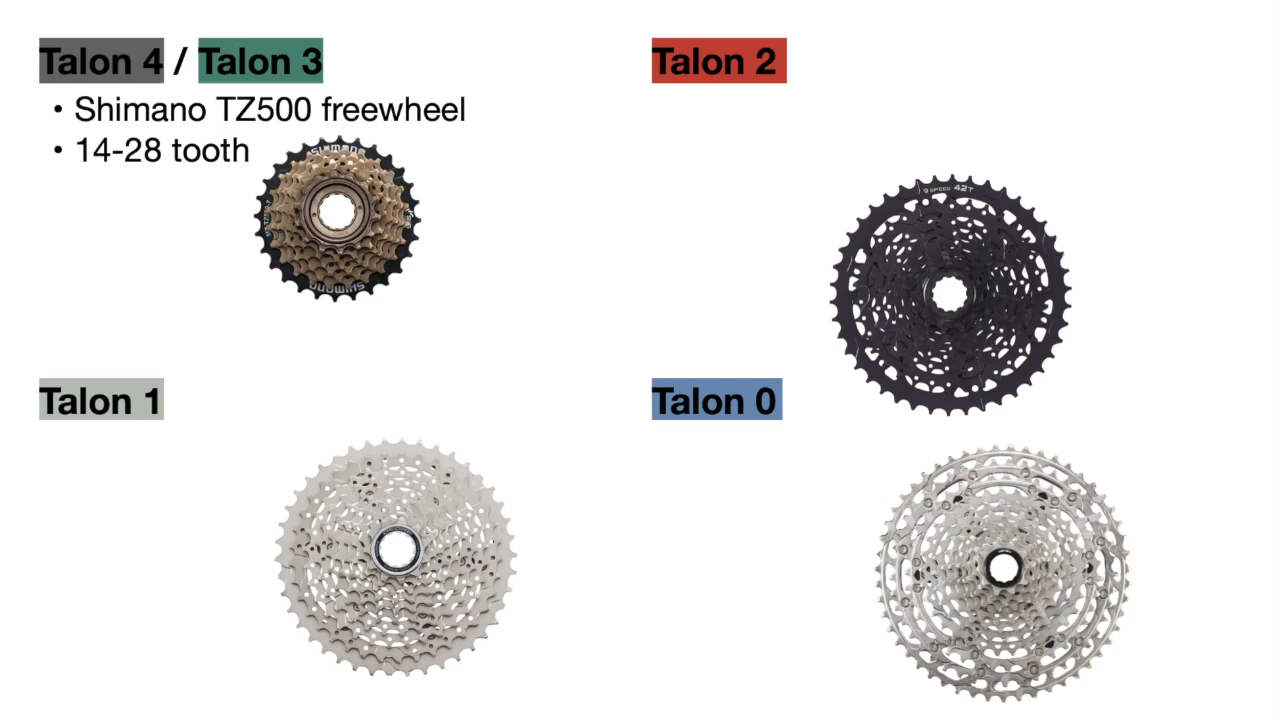 Talon 4 / Talon 3
• Shimano TZ500 freewheel
• 14-28 tooth
SHIMANO
SHIMANO
Talon 2
9 SPEED 42T
Talon 1
Talon 0